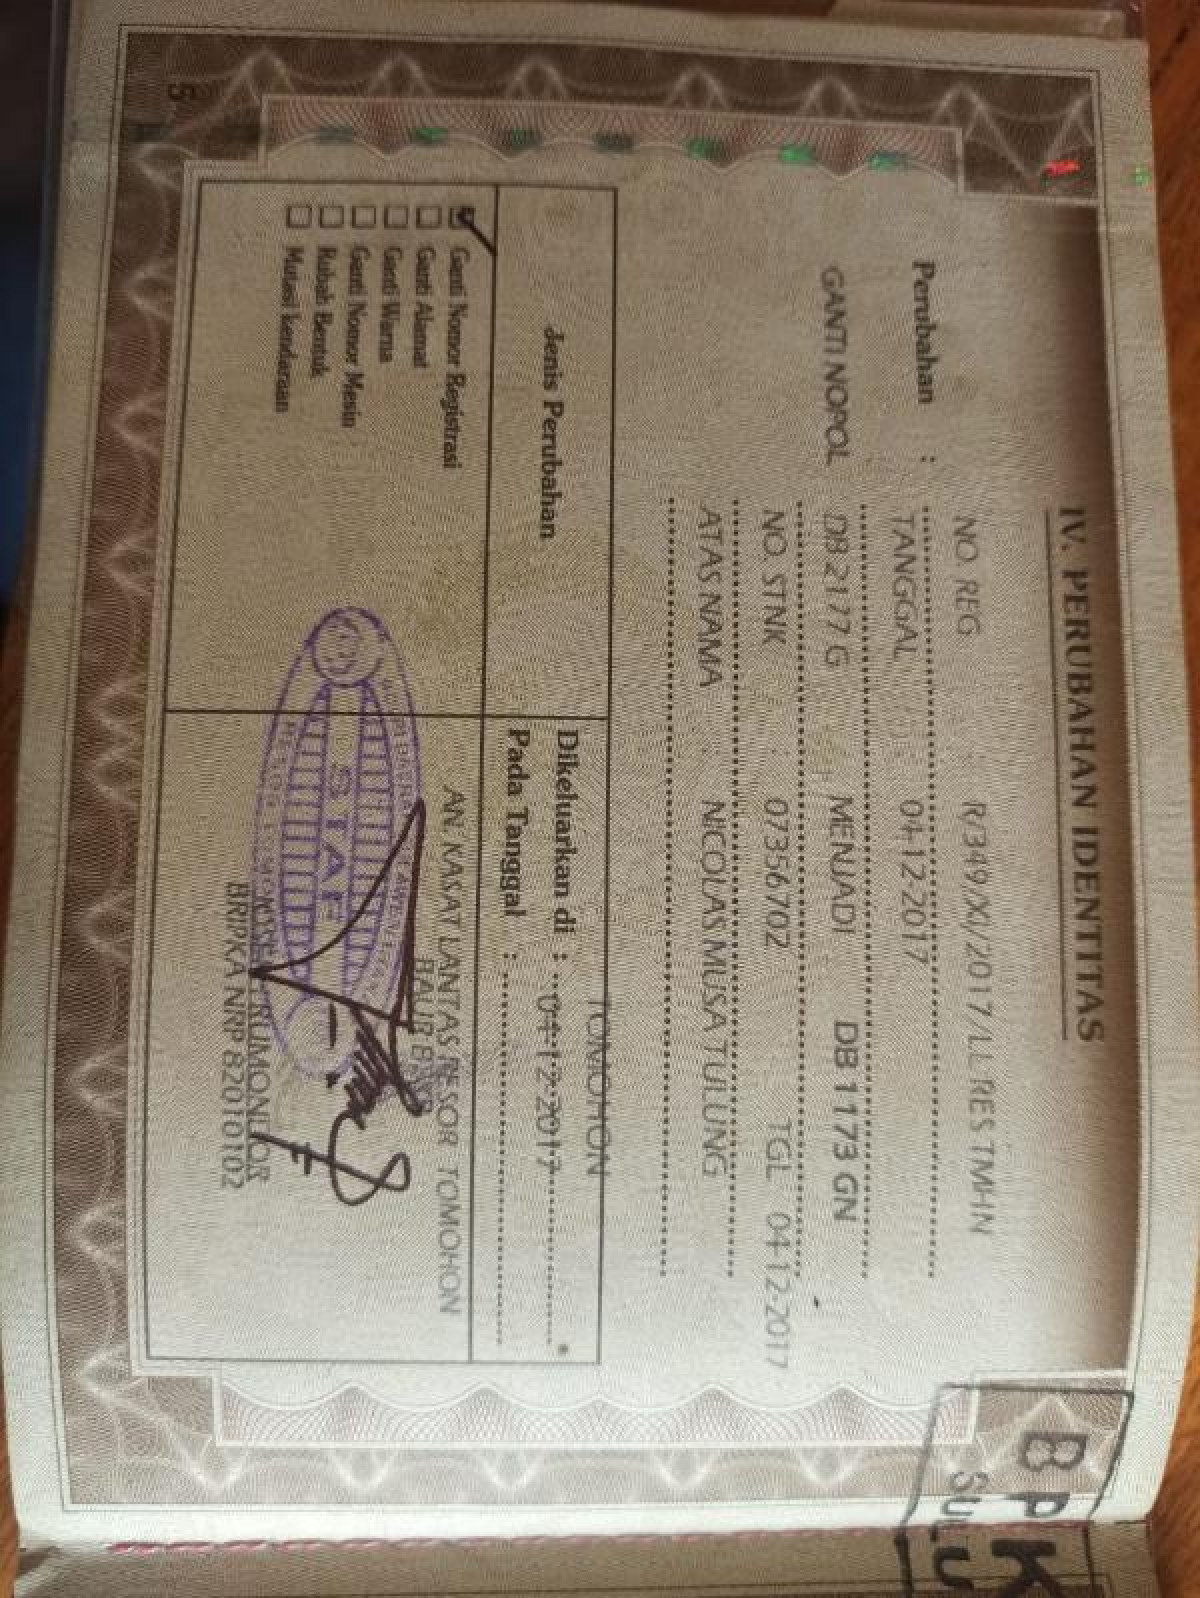 IV. PERUBAHAN IDENTITAS
Perubahan : NO. REG : R/349/XI/2017/LL RES TMHN
TANGGAL : 04-12-2017
GANTI NOPOL DB 2177 G MENJADI DB 1173 GN
NO. STNK : 07356702 TGL 04-12-2017
ATAS NAMA : NICOLAS MUSA TULUNG
Jenis Perubahan
Ganti Nomor Registrasi
Ganti Alamat
Ganti Warna
Ganti Nomor Mesin
Rubah Bentuk
Mutasi kendaraan
TOMOHON
Dikeluarkan di : 04-12-2017
Pada Tanggal :
AN. KASAT LANTAS RESOR TOMOHON
BAUR BPKB
STAF
RUMONDOR
BRIPKA NRP 82010102
5
BPK
SULU